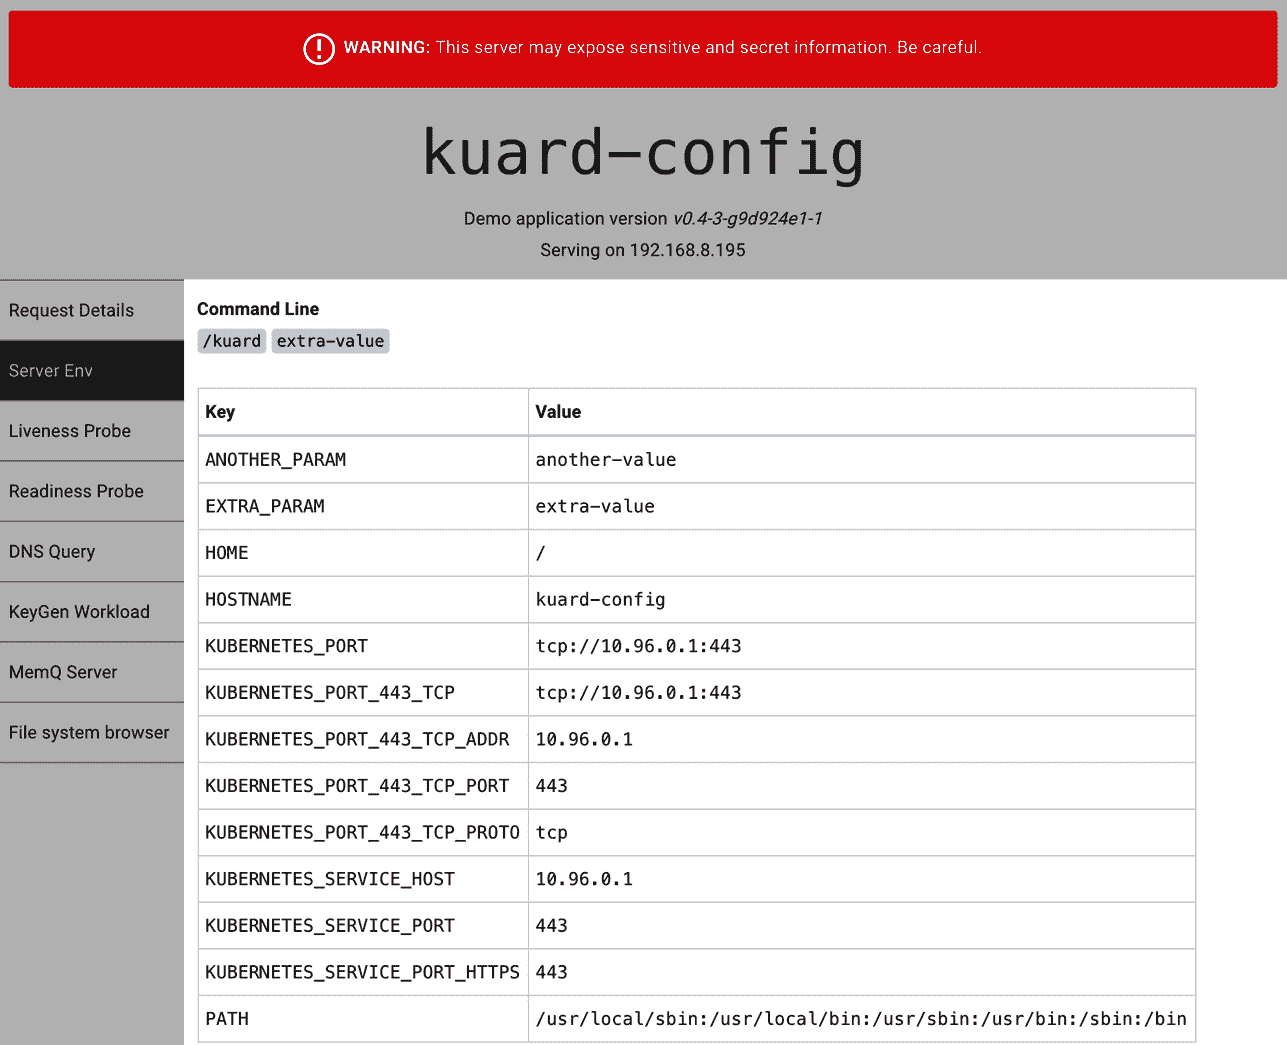 WARNING: This server may expose sensitive and secret information. Be careful.
kuard-config
Demo application version v0.4-3-g9d924e1-1
Serving on 192.168.8.195
Request Details
Server Env
Liveness Probe
Readiness Probe
DNS Query
KeyGen Workload
MemQ Server
File system browser
Command Line
/kuard extra-value
Key Value
ANOTHER_PARAM another-value
EXTRA_PARAM extra-value
HOME /
HOSTNAME kuard-config
KUBERNETES_PORT tcp://10.96.0.1:443
KUBERNETES_PORT_443_TCP tcp://10.96.0.1:443
KUBERNETES_PORT_443_TCP_ADDR 10.96.0.1
KUBERNETES_PORT_443_TCP_PORT 443
KUBERNETES_PORT_443_TCP_PROTO tcp
KUBERNETES_SERVICE_HOST 10.96.0.1
KUBERNETES_SERVICE_PORT 443
KUBERNETES_SERVICE_PORT_HTTPS 443
PATH /usr/local/sbin:/usr/local/bin:/usr/sbin:/usr/bin:/sbin:/bin